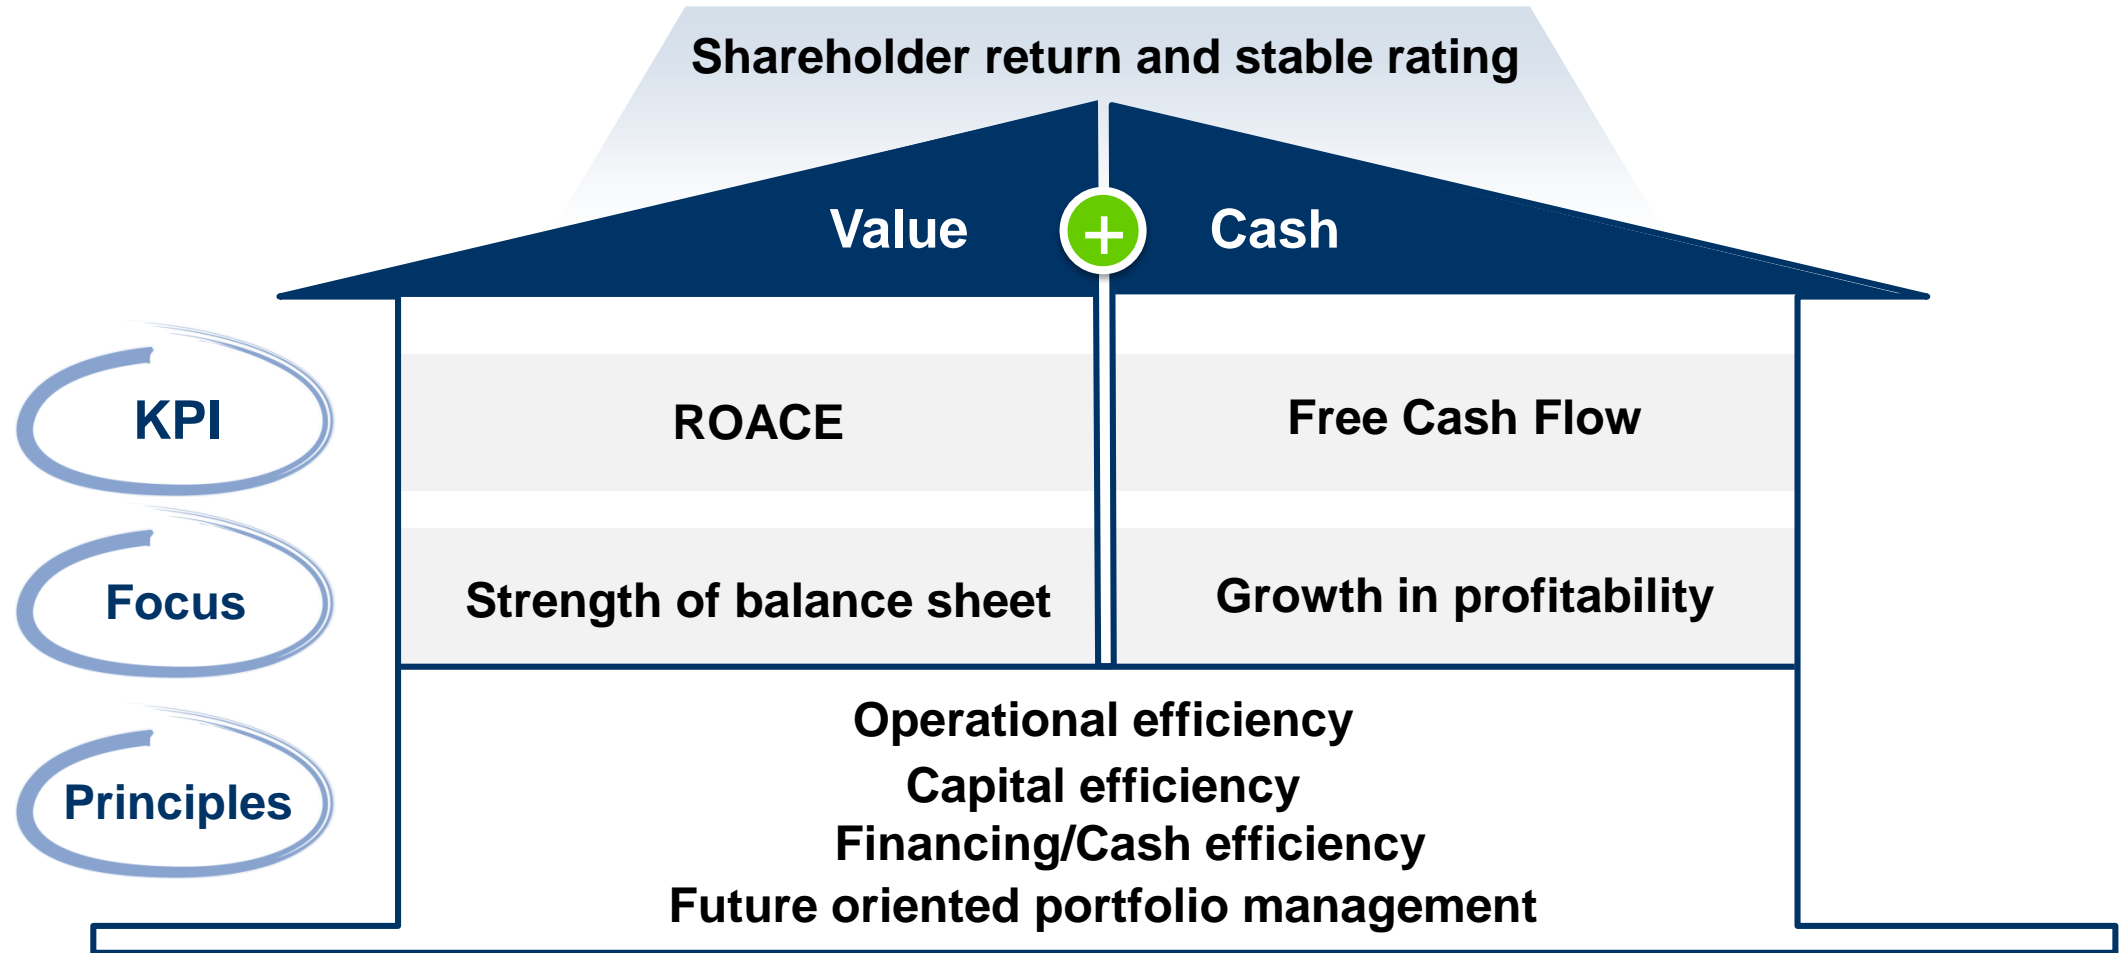 Shareholder return and stable rating
Value + Cash
KPI
ROACE
Free Cash Flow
Focus
Strength of balance sheet
Growth in profitability
Principles
Operational efficiency
Capital efficiency
Financing/Cash efficiency
Future oriented portfolio management